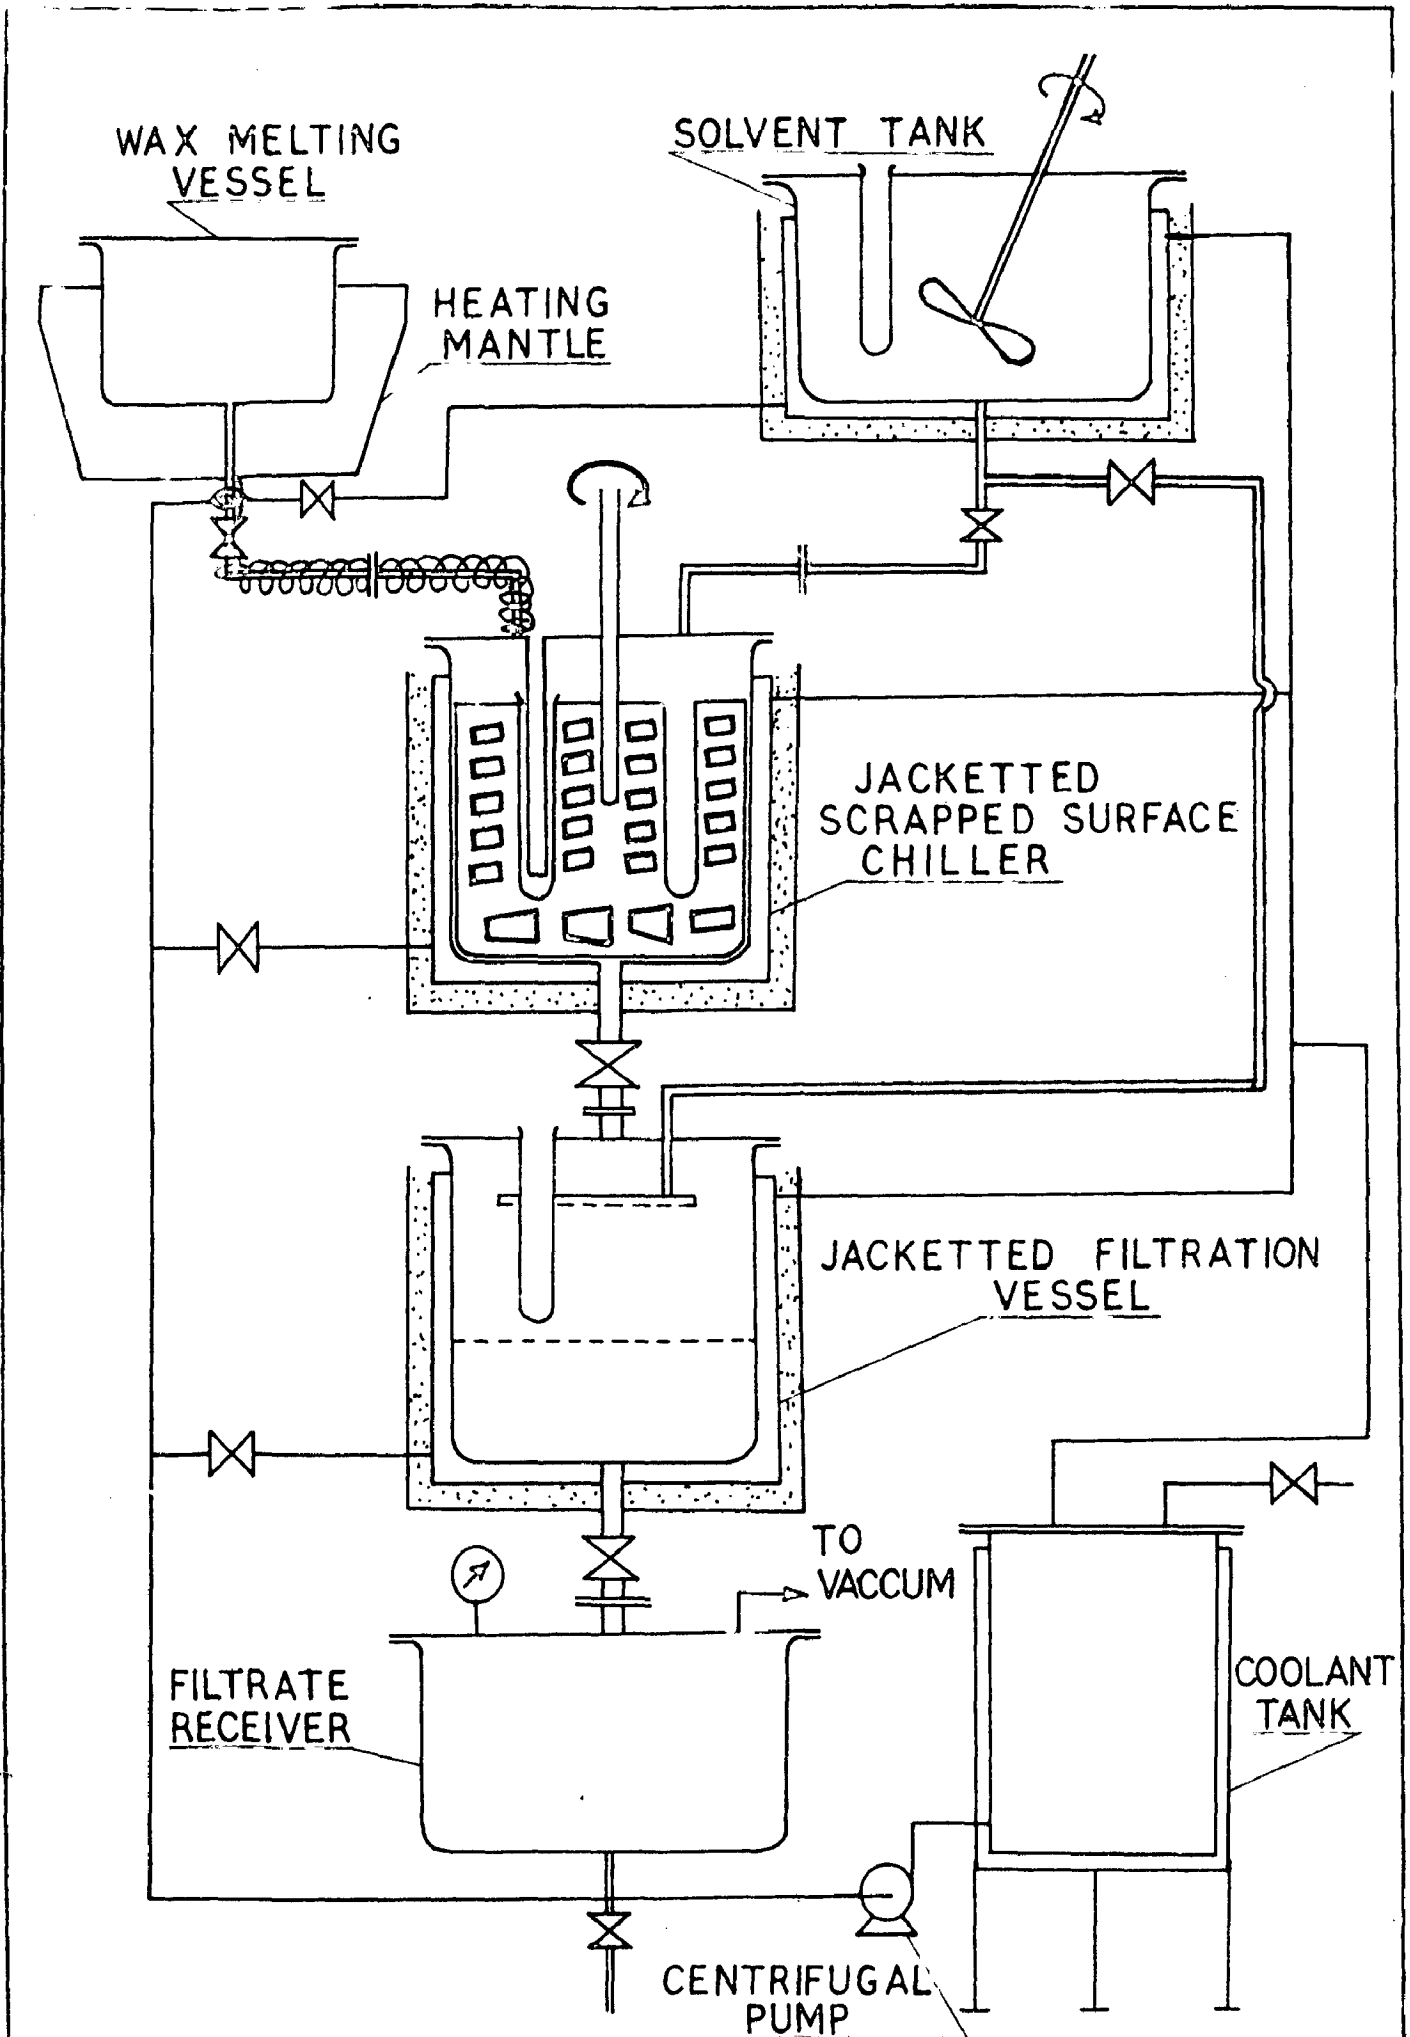 WAX MELTING
VESSEL
SOLVENT TANK
HEATING
MANTLE
JACKETTED
SCRAPPED SURFACE
CHILLER
JACKETTED FILTRATION
VESSEL
TO
VACCUM
FILTRATE
RECEIVER
COOLANT
TANK
CENTRIFUGAL
PUMP